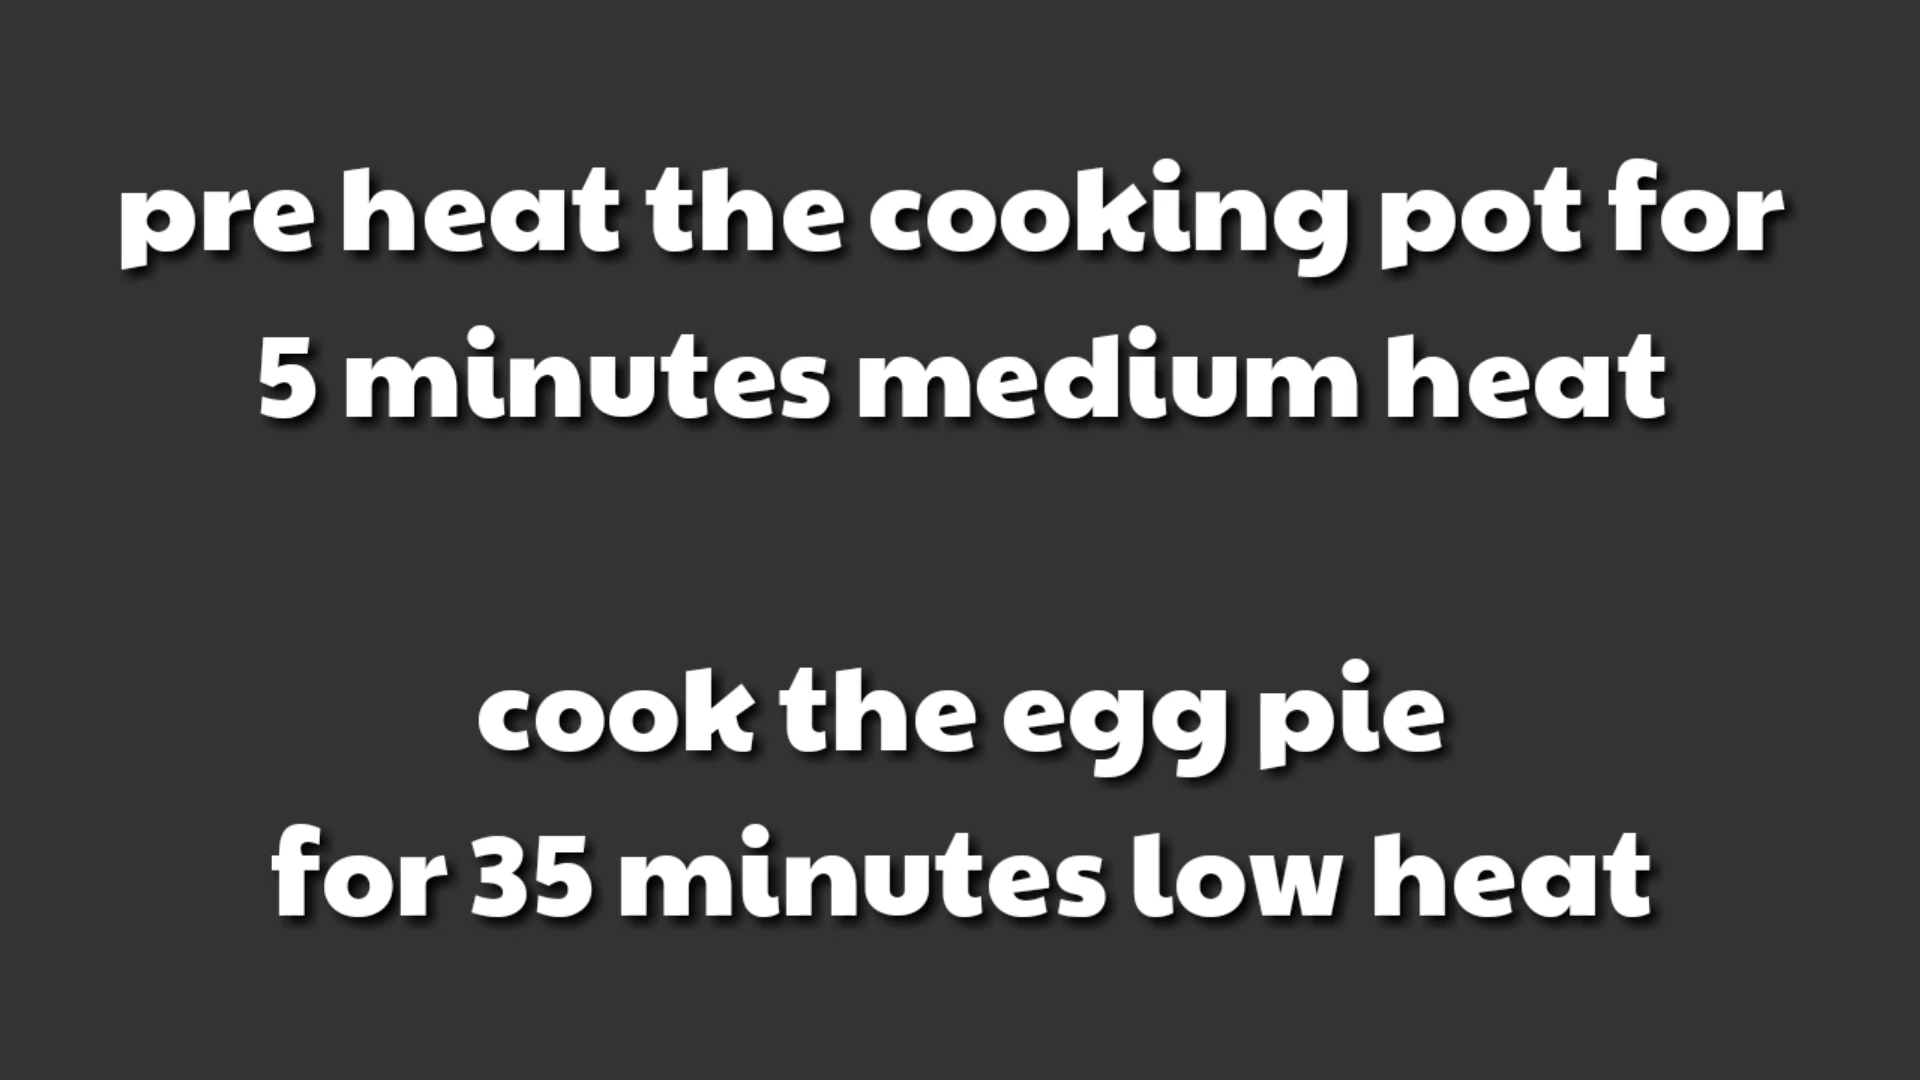 pre heat the cooking pot for
5 minutes medium heat
cook the egg pie
for 35 minutes low heat